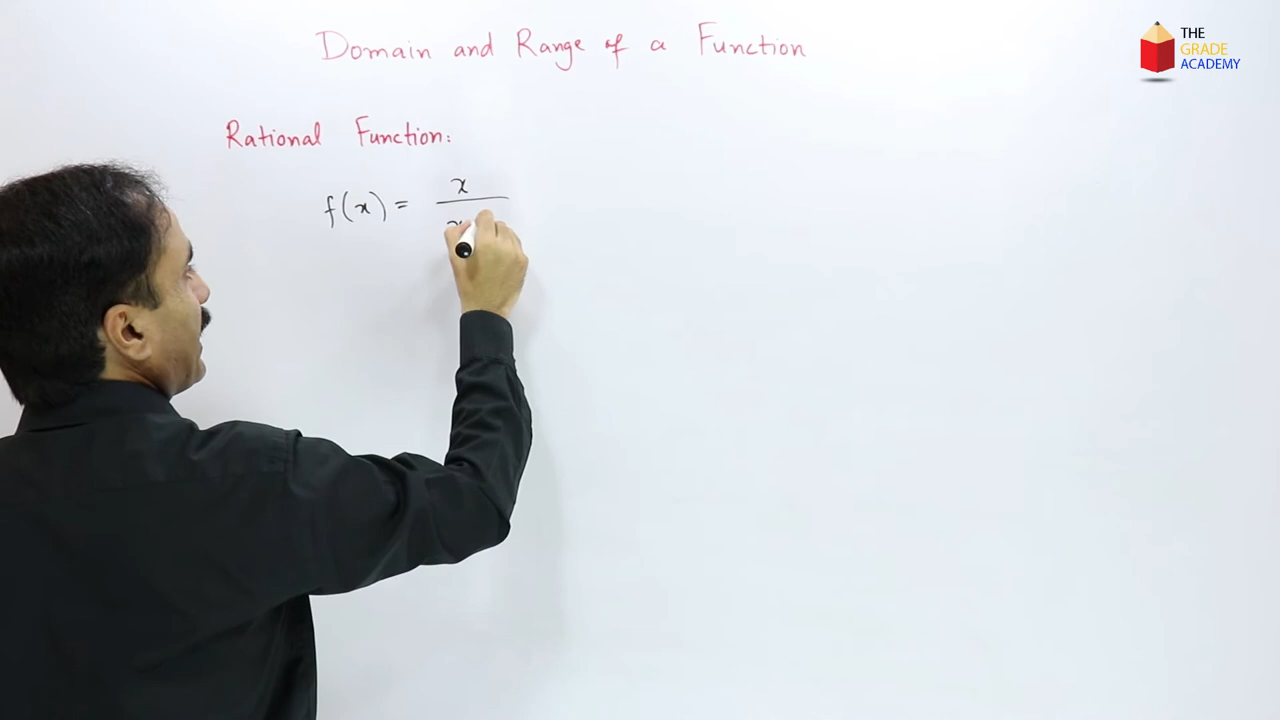 Domain and Range of a Function
THE
GRADE
ACADEMY
Rational Function:
f(x) = x